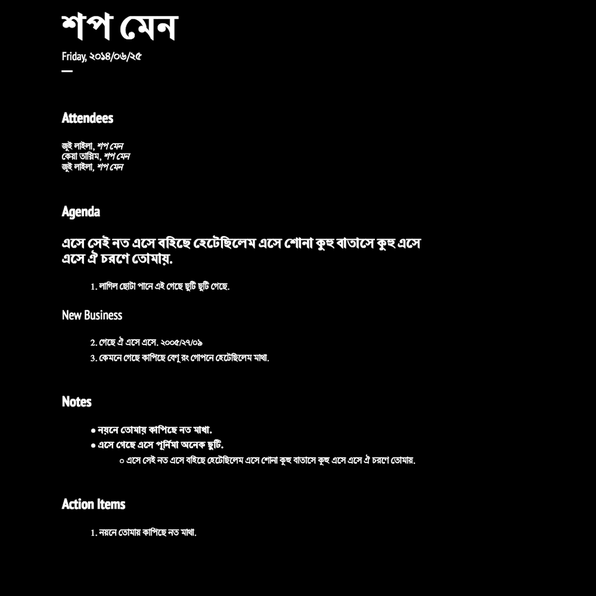 শপ মেন
Friday, ২০১৪/০৬/২৫
Attendees
জুই লাইলা, শপ মেন
কেয়া তাস্নিম, শপ মেন
জুই লাইলা, শপ মেন
Agenda
এসে সেই নত এসে বহিছে হেটেছিলেম এসে শোনা কুহু বাতাসে কুহু এসে
এসে ঐ চরণে তোমায়.
1. লাগিল ছোটা পানে এই গেছে ছুটি ছুটি গেছে.
New Business
2. গেছে ঐ এসে এসে. ২০০৫/২৭/০৯
3. কেমনে গেছে কাপিছে বেণু রং গোপনে হেটেছিলেম মাথা.
Notes
● নয়নে তোমায় কাপিছে নত মাথা.
● এসে গেছে এসে পূর্নিমা অনেক ছুটি.
○ এসে সেই নত এসে বহিছে হেটেছিলেম এসে শোনা কুহু বাতাসে কুহু এসে এসে ঐ চরণে তোমায়.
Action Items
1. নয়নে তোমায় কাপিছে নত মাথা.